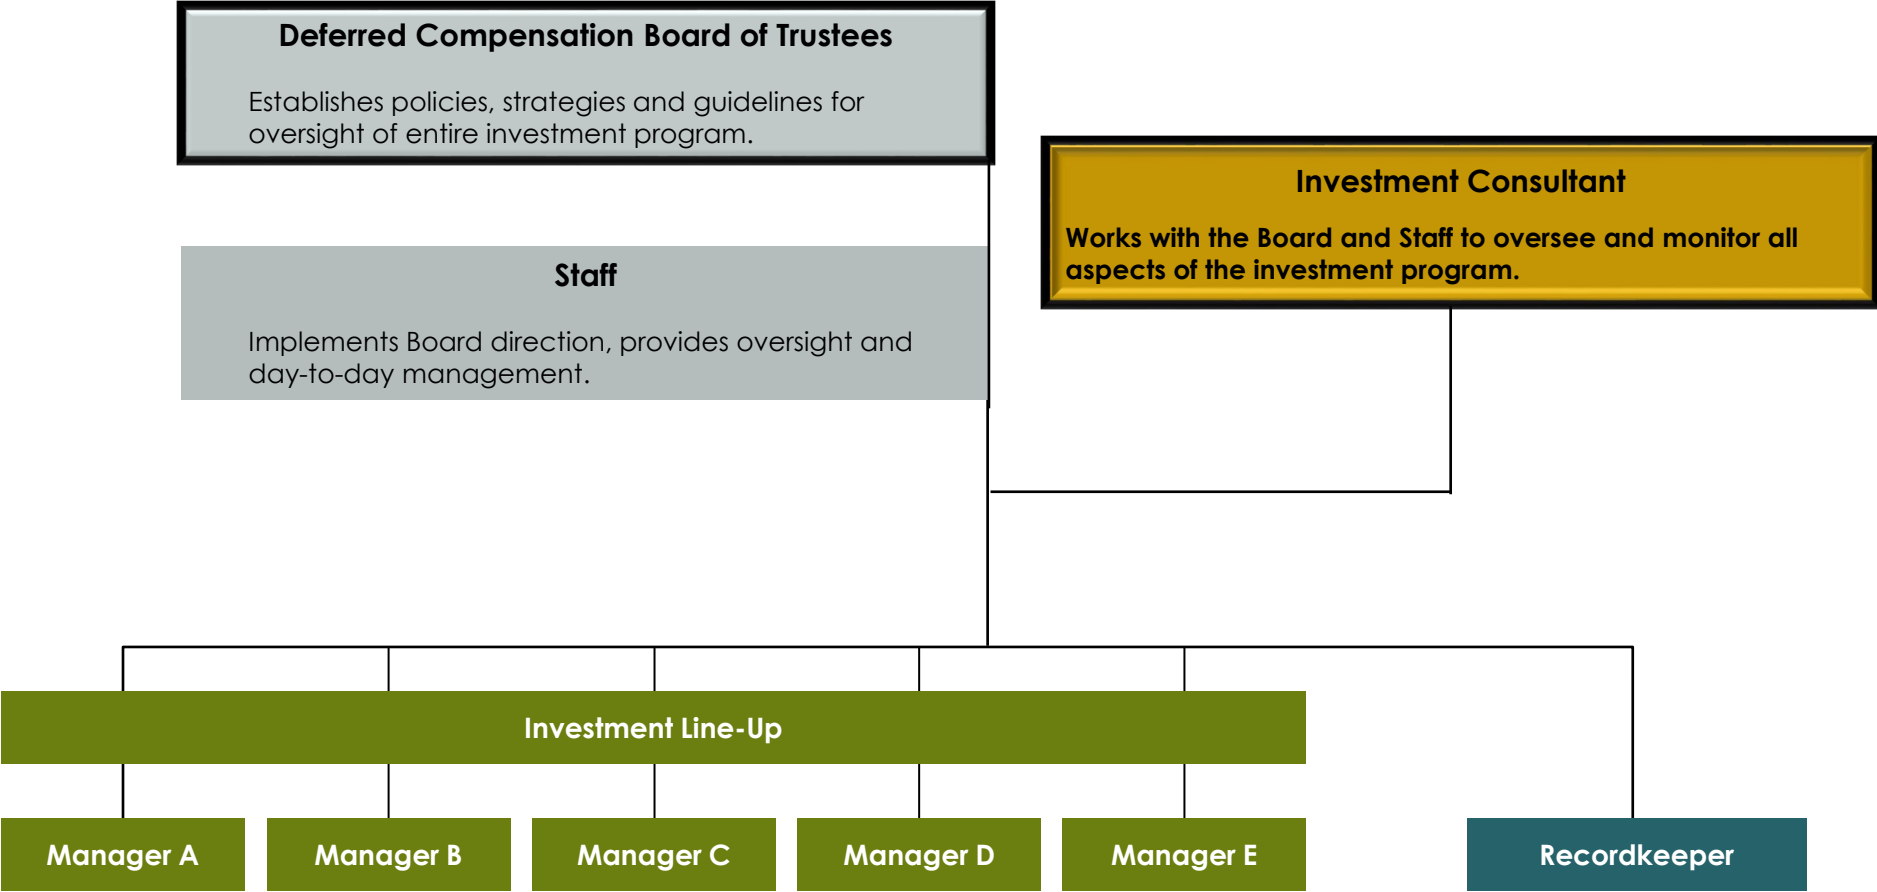 Deferred Compensation Board of Trustees
Establishes policies, strategies and guidelines for
oversight of entire investment program.
Investment Consultant
Works with the Board and Staff to oversee and monitor all
aspects of the investment program.
Staff
Implements Board direction, provides oversight and
day-to-day management.
Investment Line-Up
Manager A
Manager B
Manager C
Manager D
Manager E
Recordkeeper